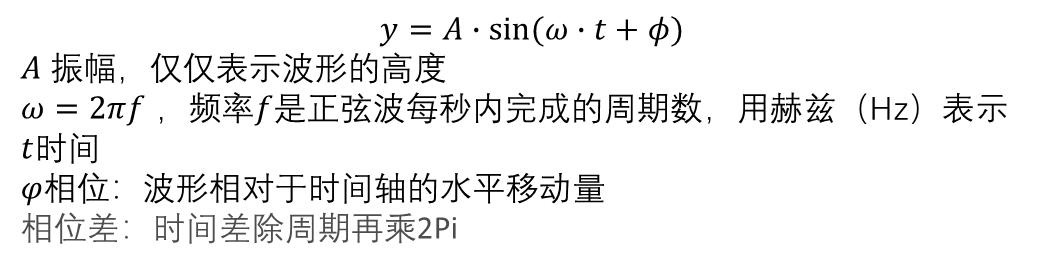 y = A · sin(ω · t + ϕ)
A 振幅，仅仅表示波形的高度
ω = 2πf ，频率f是正弦波每秒内完成的周期数，用赫兹（Hz）表示
t时间
φ相位：波形相对于时间轴的水平移动量
相位差：时间差除周期再乘2Pi